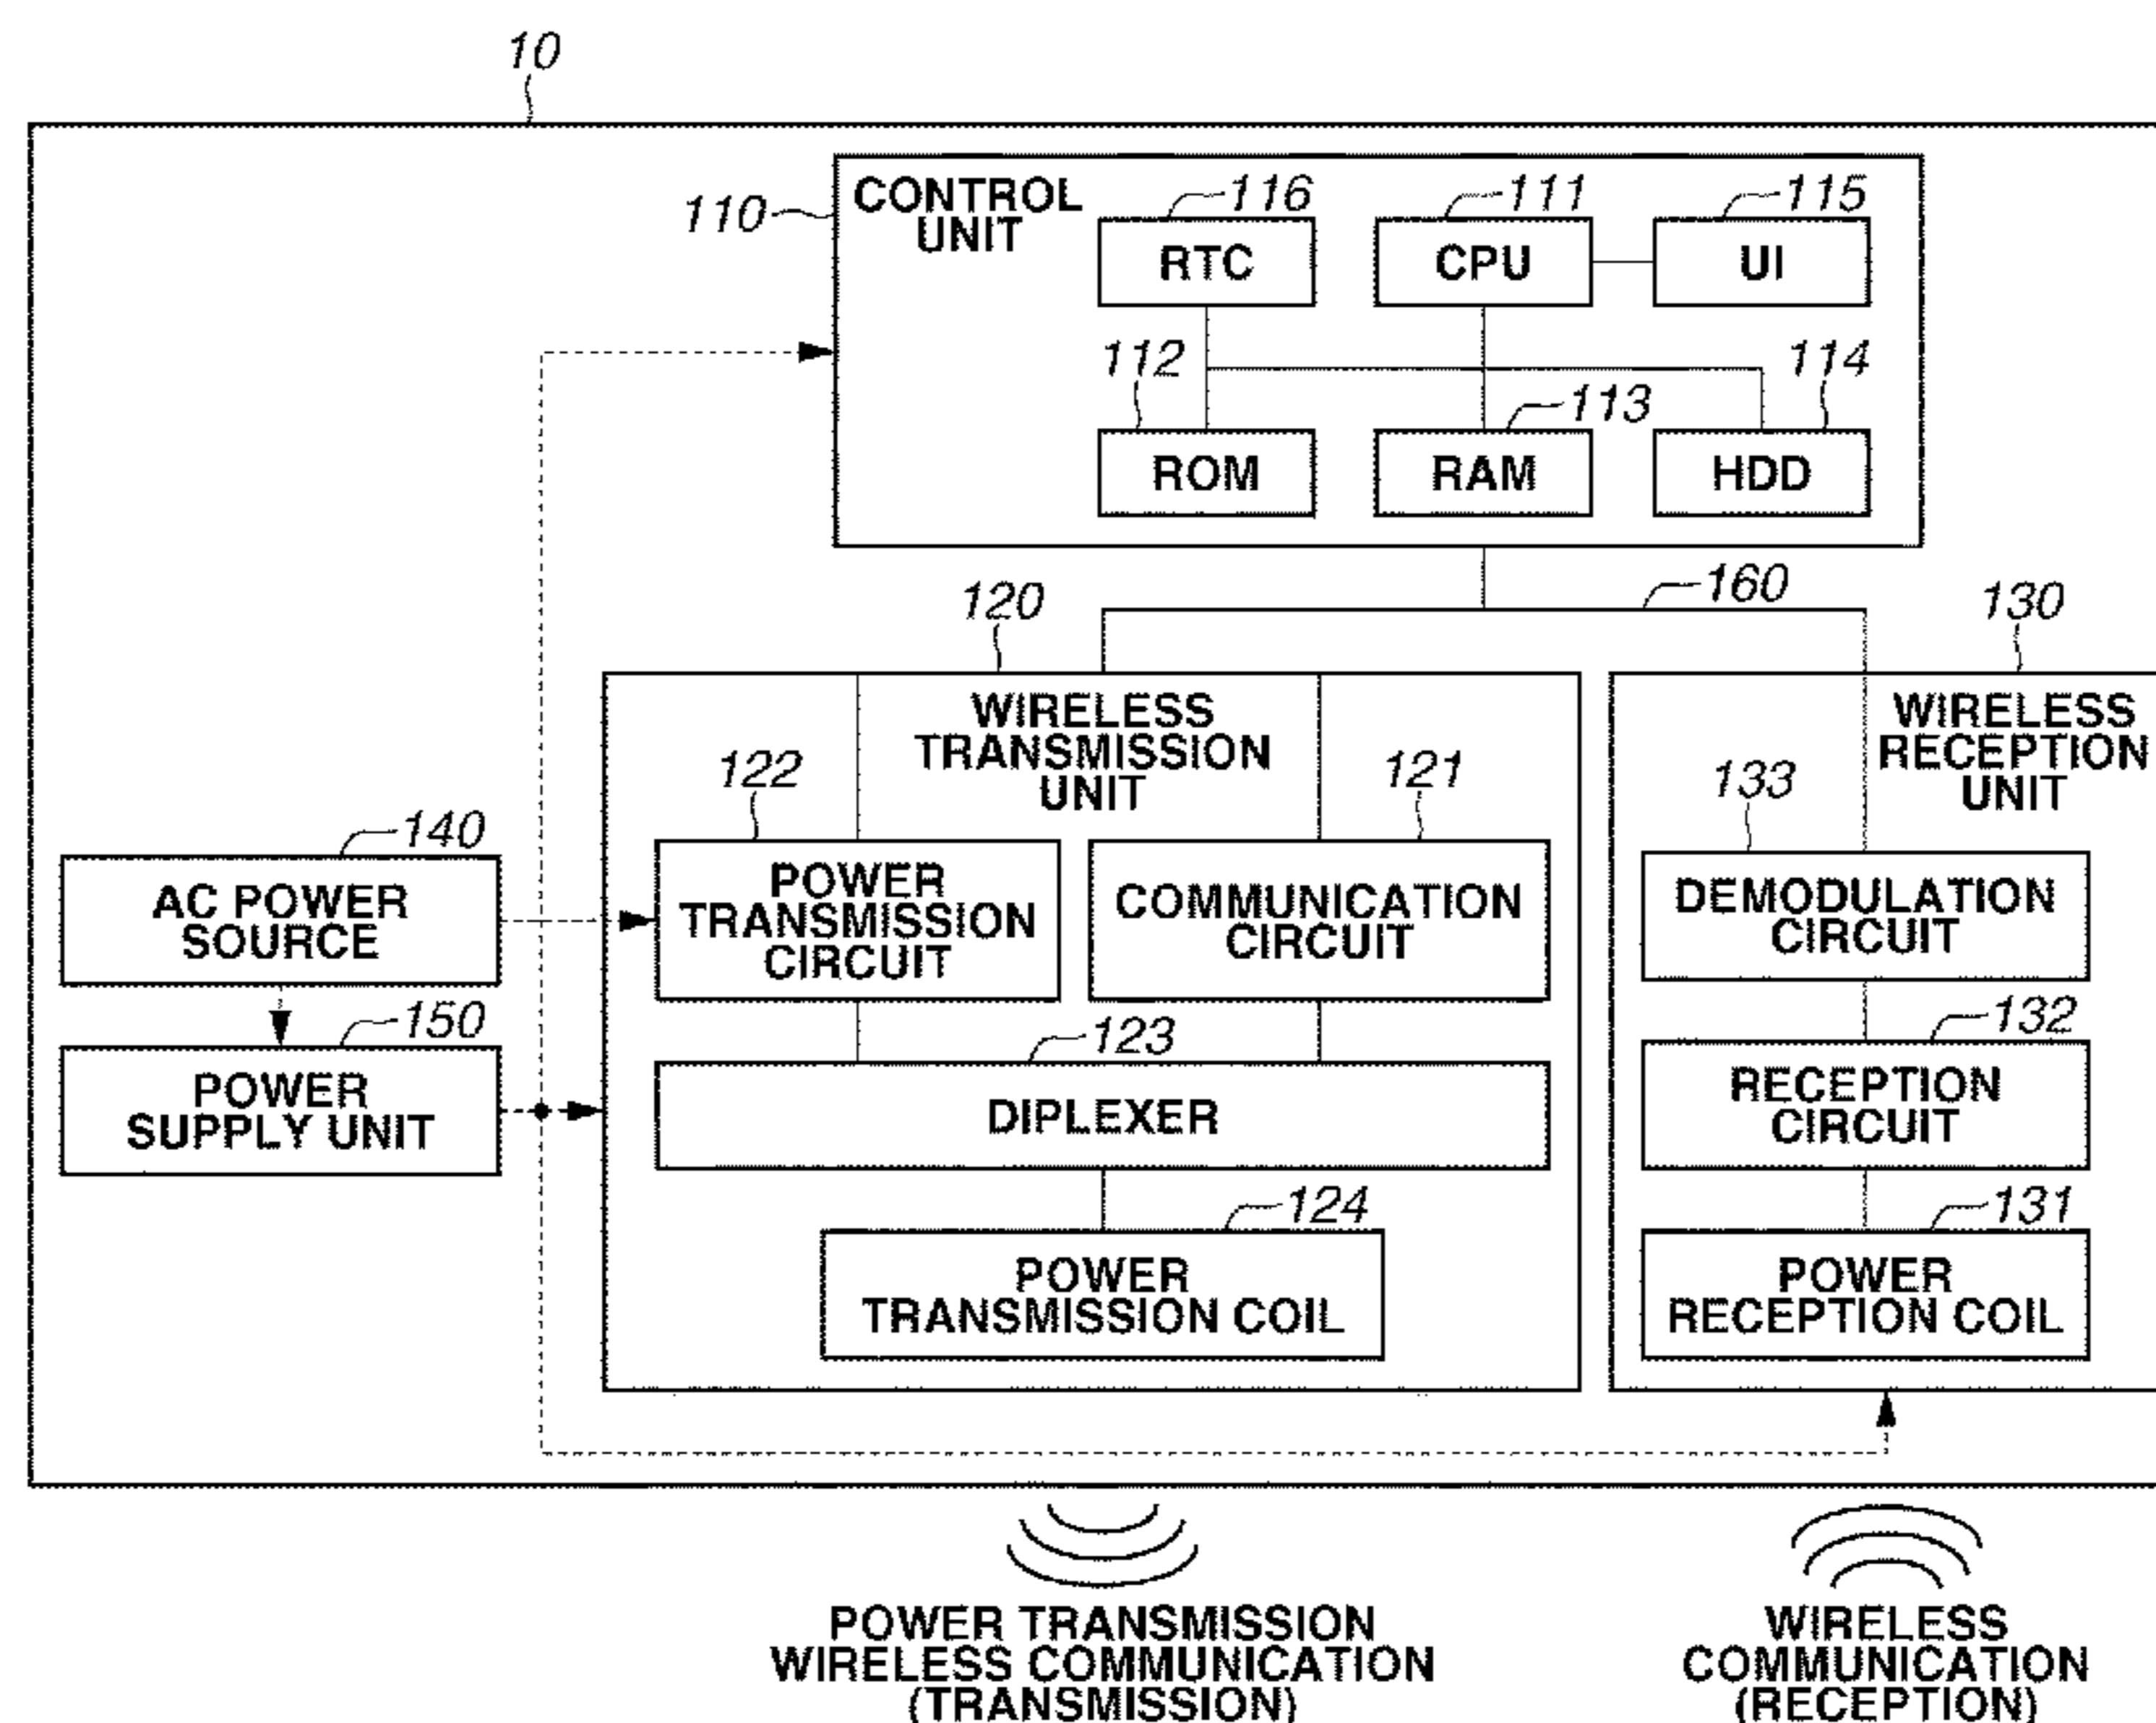 10
110
CONTROL
UNIT
116
RTC
111
CPU
115
UI
112
ROM
113
RAM
114
HDD
160
120
WIRELESS
TRANSMISSION
UNIT
122
POWER
TRANSMISSION
CIRCUIT
121
COMMUNICATION
CIRCUIT
123
DIPLEXER
124
POWER
TRANSMISSION COIL
130
WIRELESS
RECEPTION
UNIT
133
DEMODULATION
CIRCUIT
132
RECEPTION
CIRCUIT
131
POWER
RECEPTION COIL
140
AC POWER
SOURCE
150
POWER
SUPPLY UNIT
POWER TRANSMISSION
WIRELESS COMMUNICATION
(TRANSMISSION)
WIRELESS
COMMUNICATION
(RECEPTION)